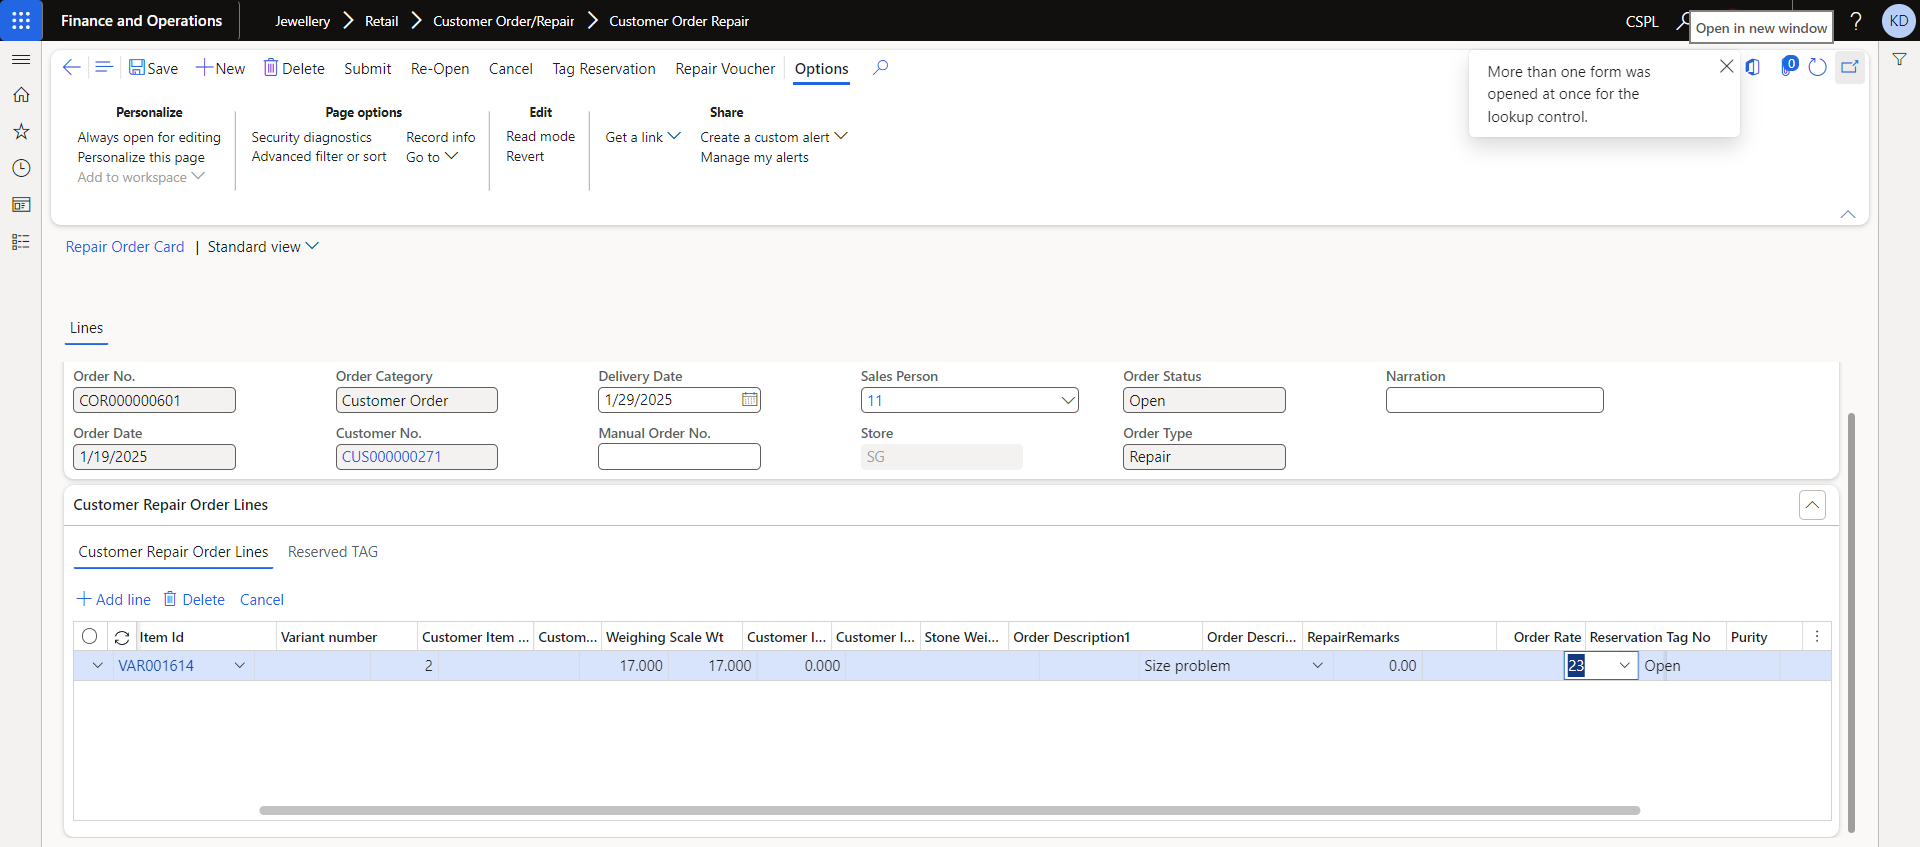 Finance and Operations
Jewellery
Retail
Customer Order/Repair
Customer Order Repair
CSPL
Open in new window
?
KD
Save
New
Delete
Submit
Re-Open
Cancel
Tag Reservation
Repair Voucher
Options
0
More than one form was
opened at once for the
lookup control.
Personalize
Always open for editing
Personalize this page
Add to workspace
Page options
Security diagnostics
Advanced filter or sort
Record info
Go to
Edit
Read mode
Revert
Get a link
Share
Create a custom alert
Manage my alerts
Repair Order Card | Standard view
Lines
Order No.
COR000000601
Order Category
Customer Order
Delivery Date
1/29/2025
Sales Person
11
Order Status
Open
Narration
Order Date
1/19/2025
Customer No.
CUS000000271
Manual Order No.
Store
SG
Order Type
Repair
Customer Repair Order Lines
Customer Repair Order Lines
Reserved TAG
Add line
Delete
Cancel
Item Id
Variant number
Customer Item ...
Custom...
Weighing Scale Wt
Customer I...
Customer I...
Stone Wei...
Order Description1
Order Descri...
RepairRemarks
Order Rate
Reservation Tag No
Purity
VAR001614
2
17.000
17.000
0.000
Size problem
0.00
23
Open